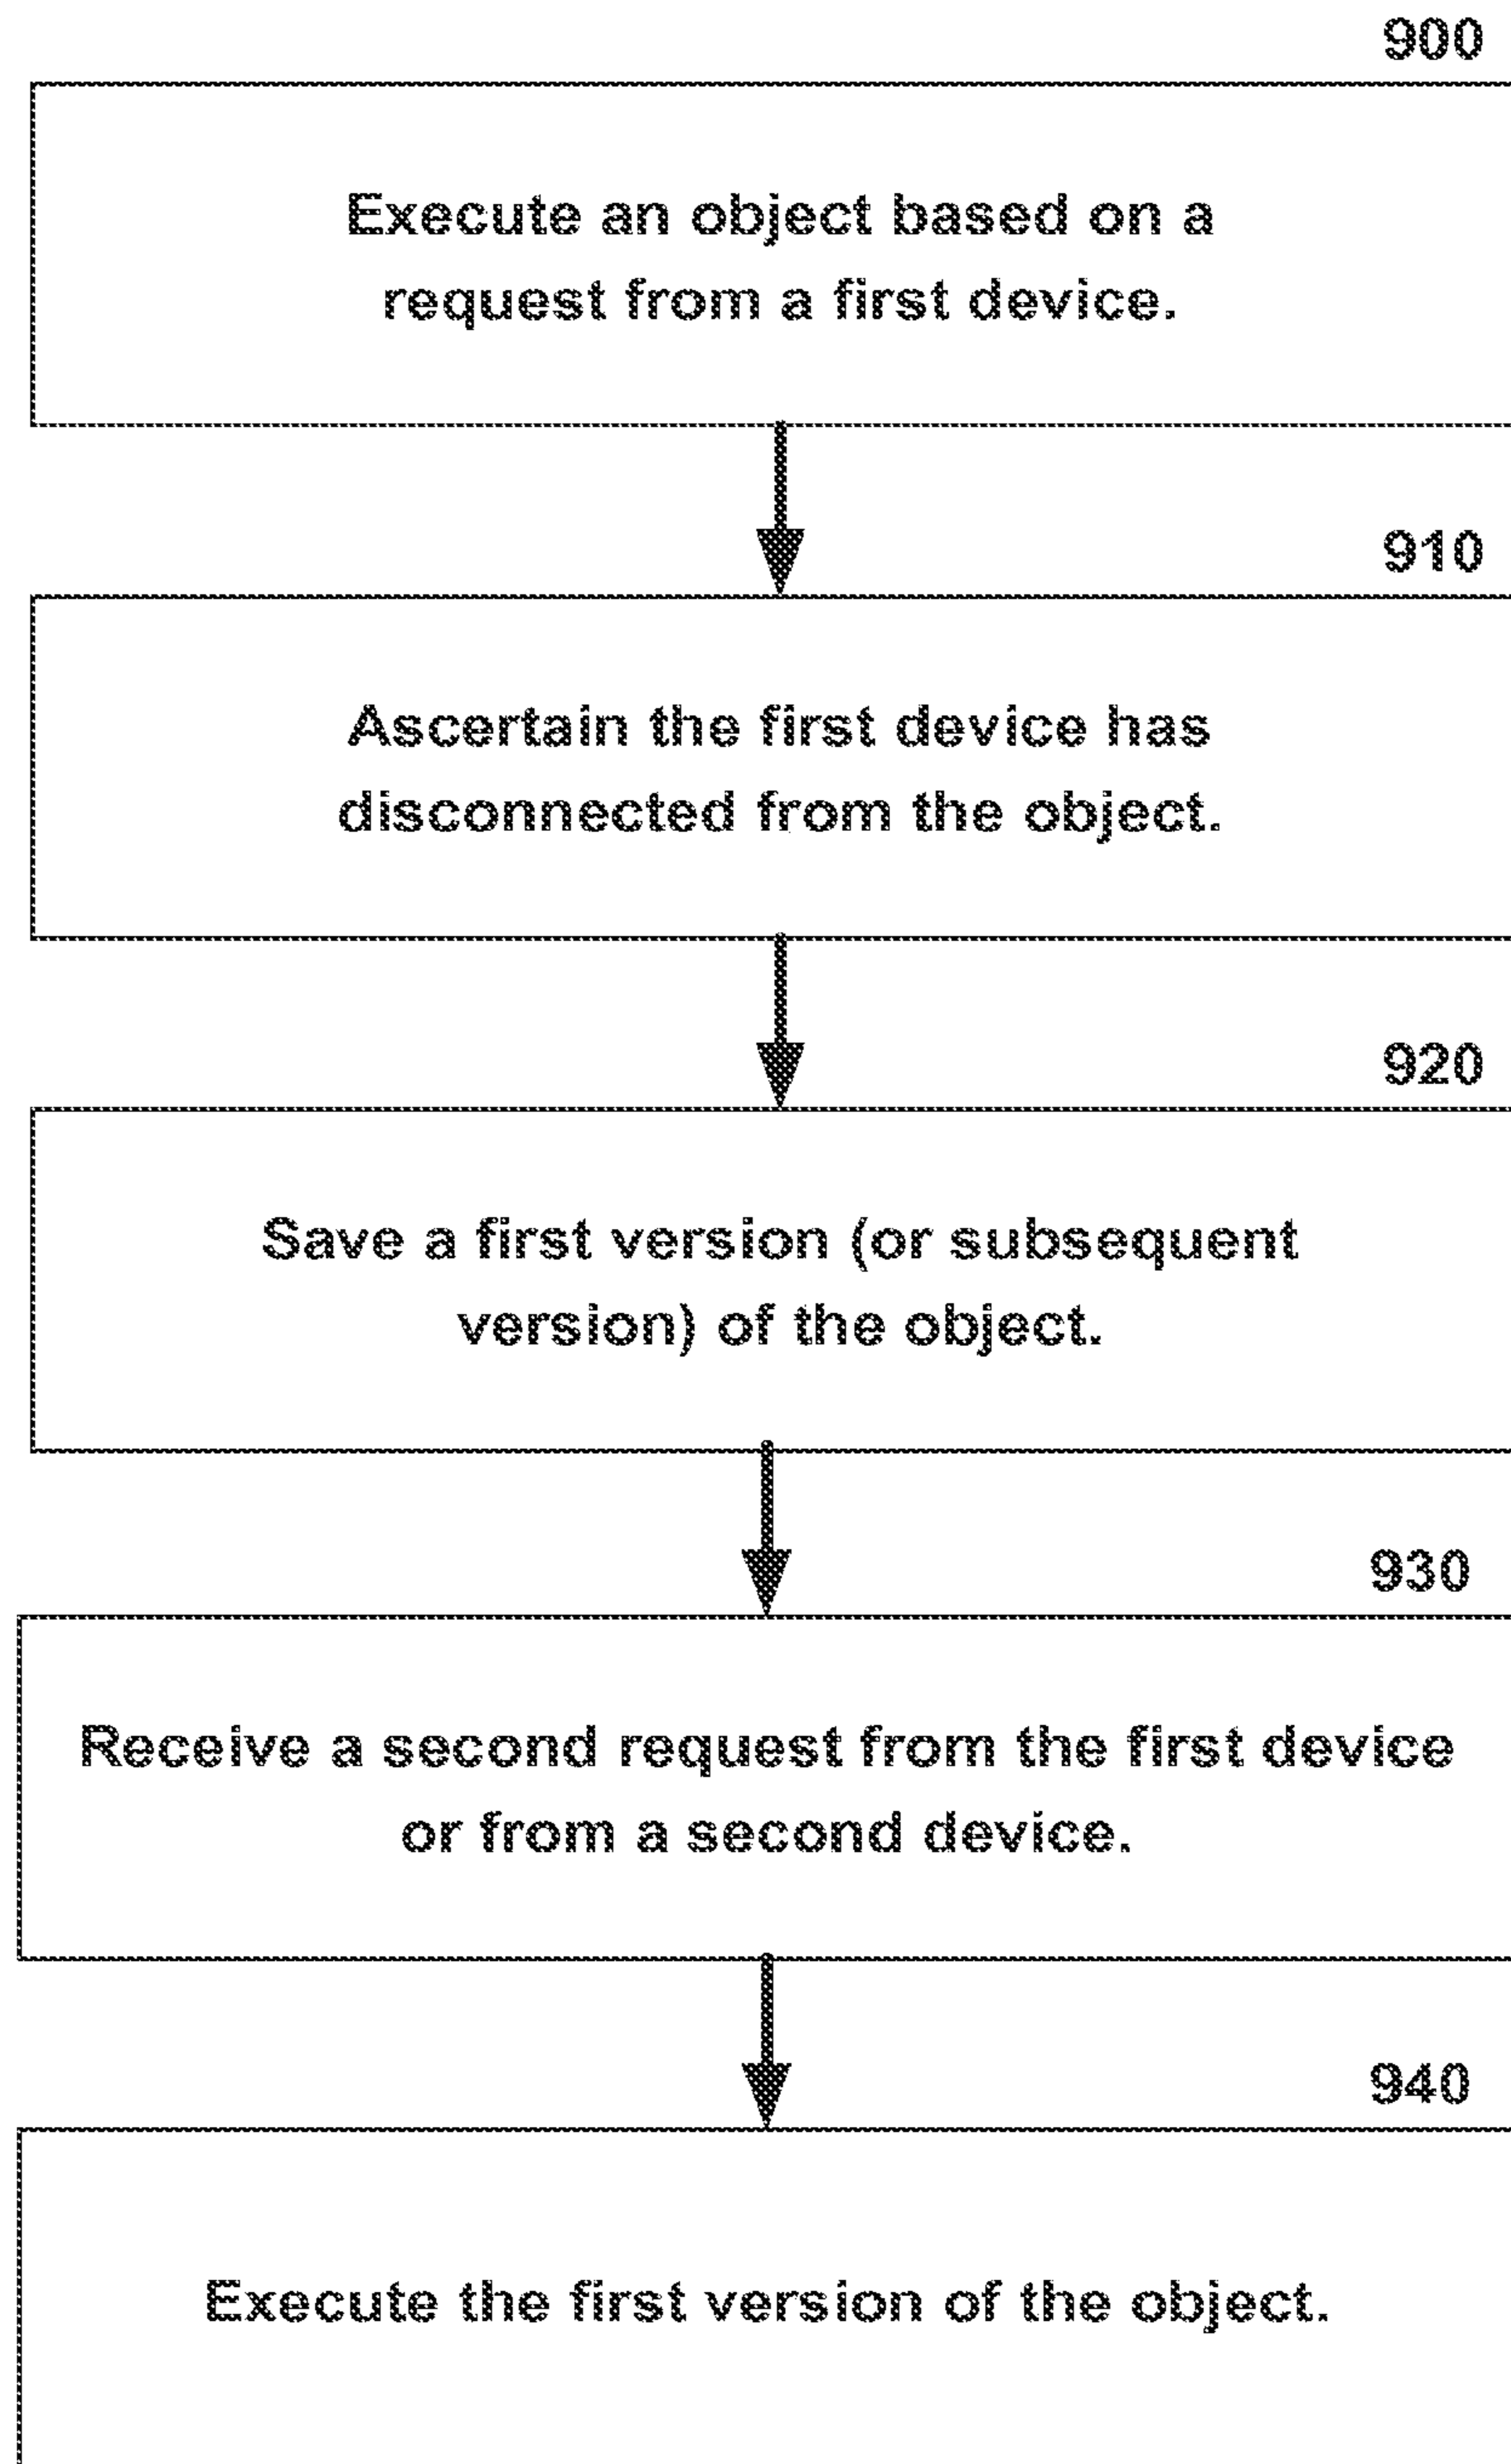 900
Execute an object based on a
request from a first device.
910
Ascertain the first device has
disconnected from the object.
920
Save a first version (or subsequent
version) of the object.
930
Receive a second request from the first device
or from a second device.
940
Execute the first version of the object.